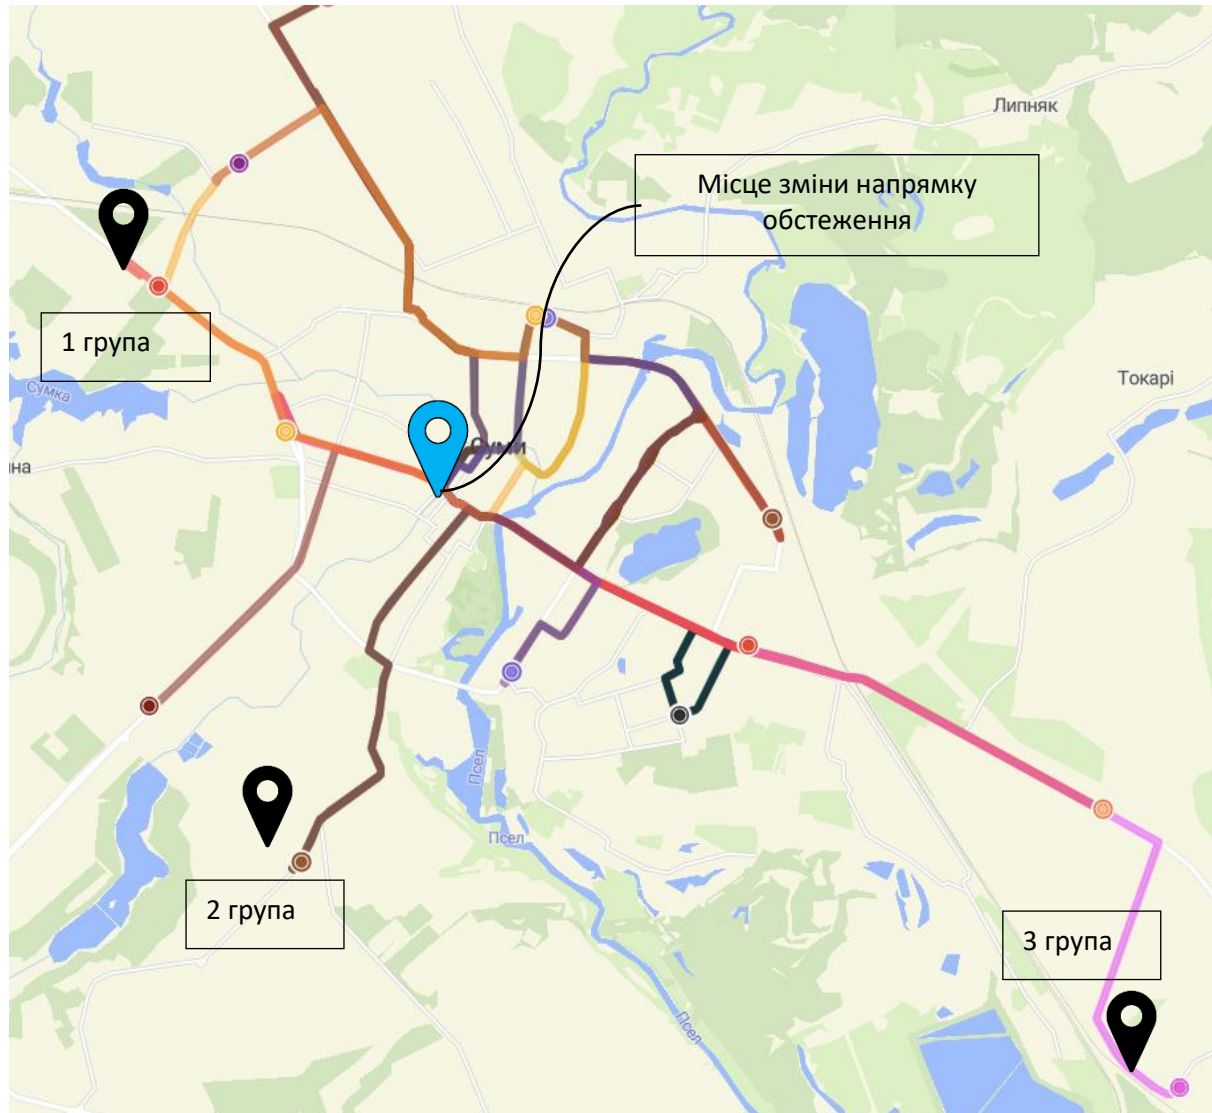 Липняк
Місце зміни напрямку
обстеження
1 група
Токарі
Сумка
Суми
на
2 група
Псел
Псел
3 група
Псел